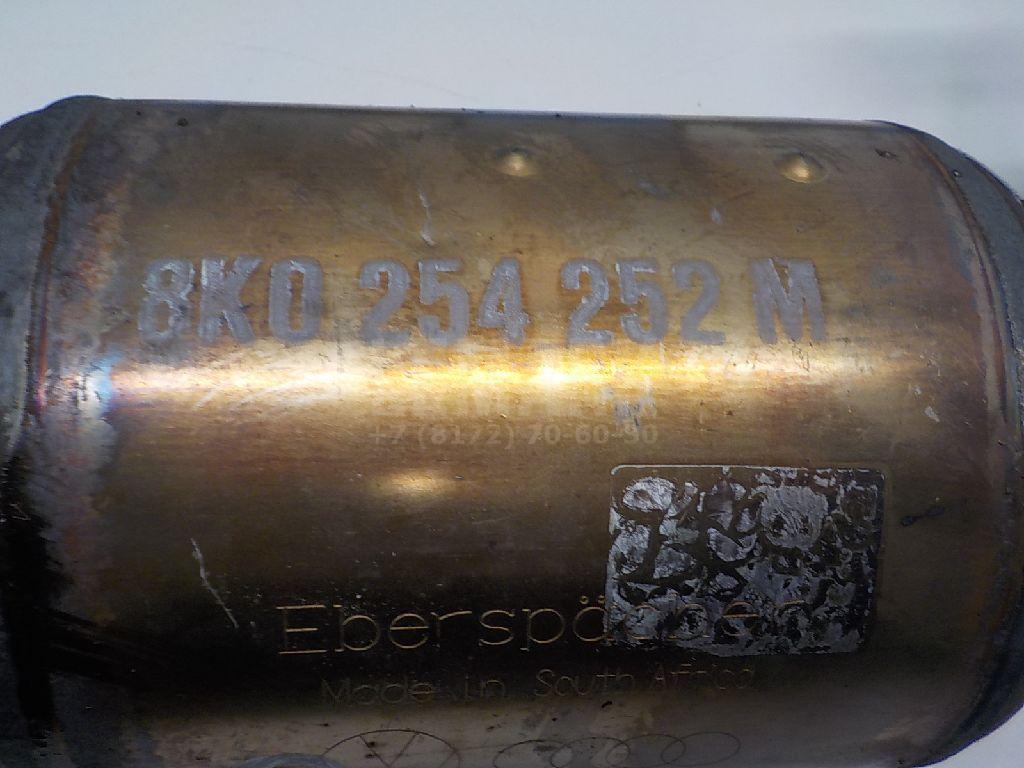 8K0 254 252 M
+7 (8172) 70-60-90
Eberspächer
Made in South Africa